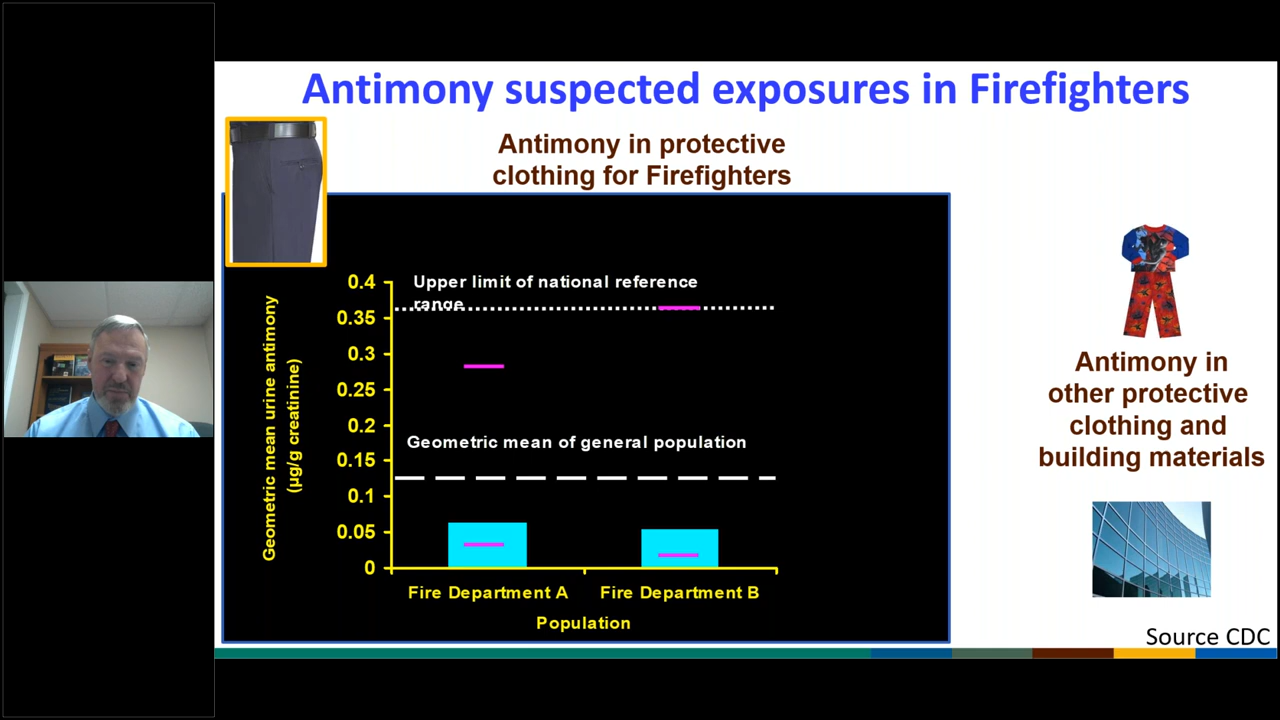 Antimony suspected exposures in Firefighters
Antimony in protective
clothing for Firefighters
Upper limit of national reference
range
Geometric mean of general population
0.4
0.35
0.3
0.25
0.2
0.15
0.1
0.05
0
Geometric mean urine antimony
(µg/g creatinine)
Fire Department A
Fire Department B
Population
Antimony in
other protective
clothing and
building materials
Source CDC